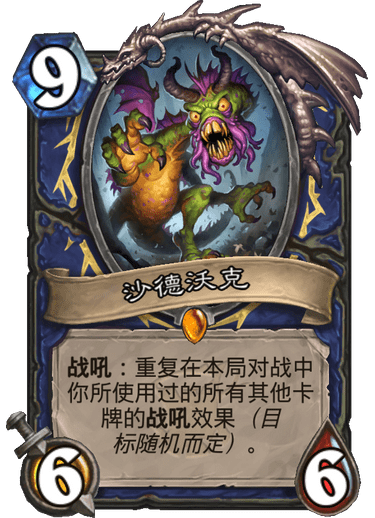 9
沙德沃克
战吼：重复在本局对战中
你所使用过的所有其他卡
牌的战吼效果（目
标随机而定）。
6
6